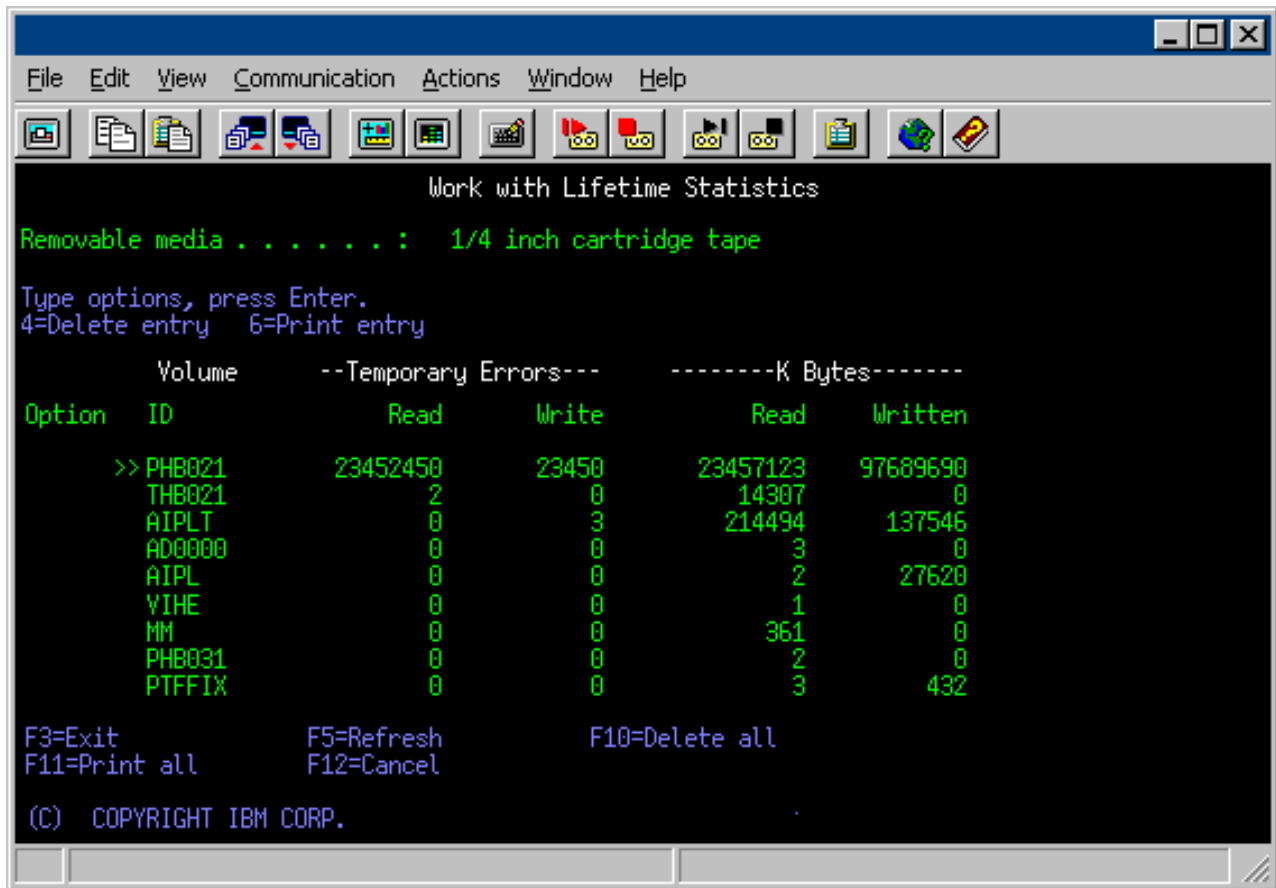 File Edit View Communication Actions Window Help
Work with Lifetime Statistics
Removable media . . . . . . : 1/4 inch cartridge tape
Type options, press Enter.
4=Delete entry 6=Print entry
Volume --Temporary Errors--- --------K Bytes-------
Option ID Read Write Read Written
>> PHB021 23452450 23450 23457123 97689690
THB021 2 0 14307 0
AIPLT 0 3 214494 137546
AD0000 0 0 3 0
AIPL 0 0 2 27620
VIHE 0 0 1 0
MM 0 0 361 0
PHB031 0 0 2 0
PTFFIX 0 0 3 432
F3=Exit F5=Refresh F10=Delete all
F11=Print all F12=Cancel
(C) COPYRIGHT IBM CORP.